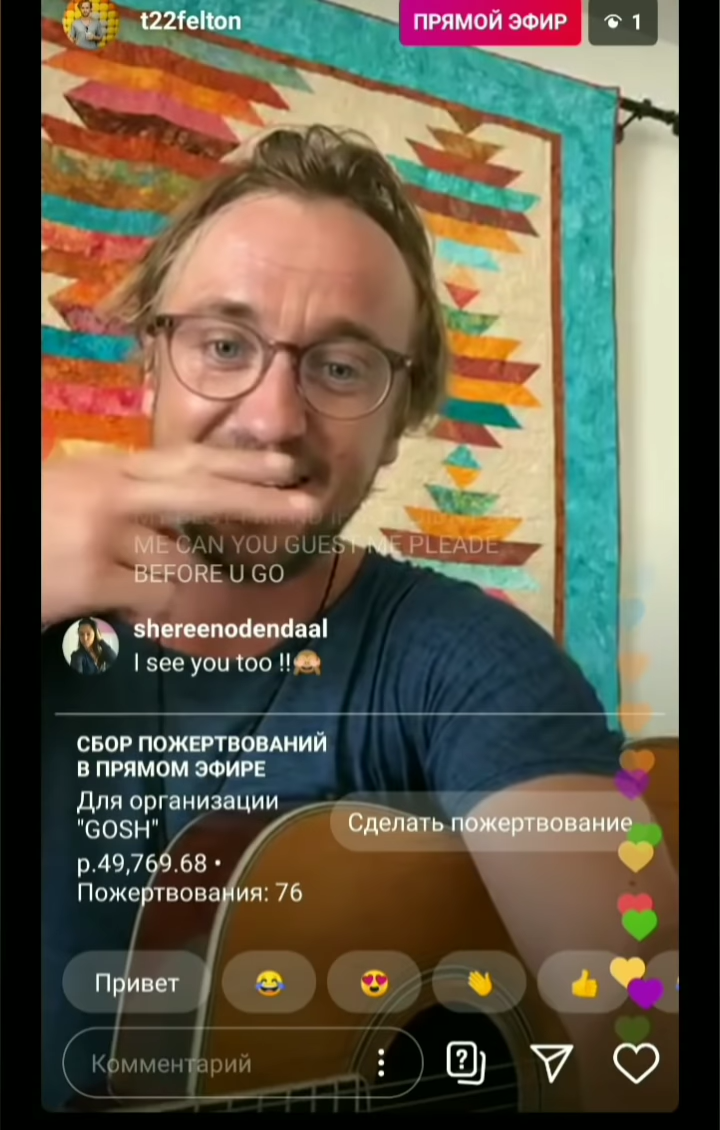 t22felton
ПРЯМОЙ ЭФИР
1
ME CAN YOU GUEST ME PLEADE
BEFORE U GO
shereenodendaal
I see you too !!🙈
СБОР ПОЖЕРТВОВАНИЙ
В ПРЯМОМ ЭФИРЕ
Для организации
"GOSH"
Сделать пожертвование
р.49,769.68 •
Пожертвования: 76
Привет
Комментарий